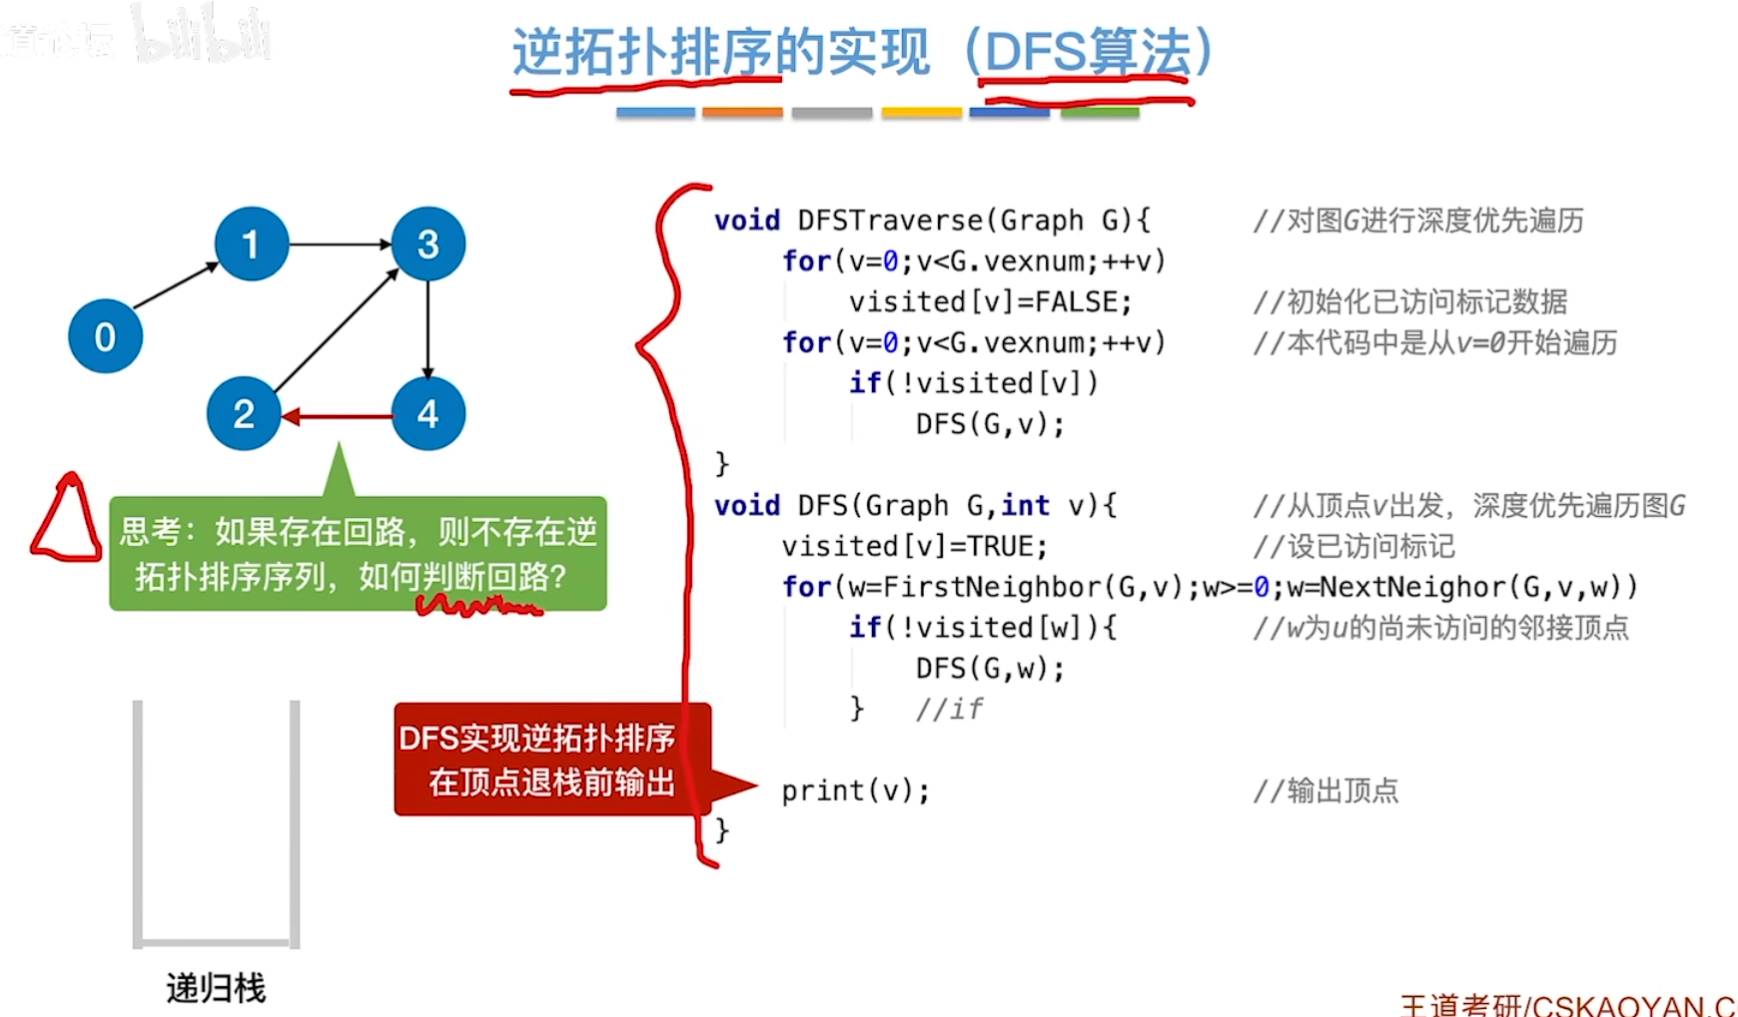 bilibili
逆拓扑排序的实现（DFS算法）
1
3
0
2
4
思考：如果存在回路，则不存在逆
拓扑排序序列，如何判断回路？
DFS实现逆拓扑排序
在顶点退栈前输出
递归栈
void DFSTraverse(Graph G){ //对图G进行深度优先遍历
for(v=0;v<G.vexnum;++v)
visited[v]=FALSE; //初始化已访问标记数据
for(v=0;v<G.vexnum;++v) //本代码中是从v=0开始遍历
if(!visited[v])
DFS(G,v);
}
void DFS(Graph G,int v){ //从顶点v出发，深度优先遍历图G
visited[v]=TRUE; //设已访问标记
for(w=FirstNeighbor(G,v);w>=0;w=NextNeighor(G,v,w))
if(!visited[w]){ //w为u的尚未访问的邻接顶点
DFS(G,w);
} //if
print(v); //输出顶点
}
王道考研/CSKAOYAN.C